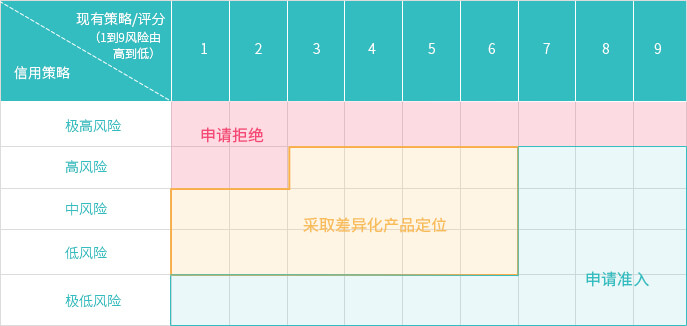 现有策略/评分
（1到9风险由
高到低）
信用策略
1 2 3 4 5 6 7 8 9
极高风险
申请拒绝
高风险
中风险
采取差异化产品定位
低风险
申请准入
极低风险